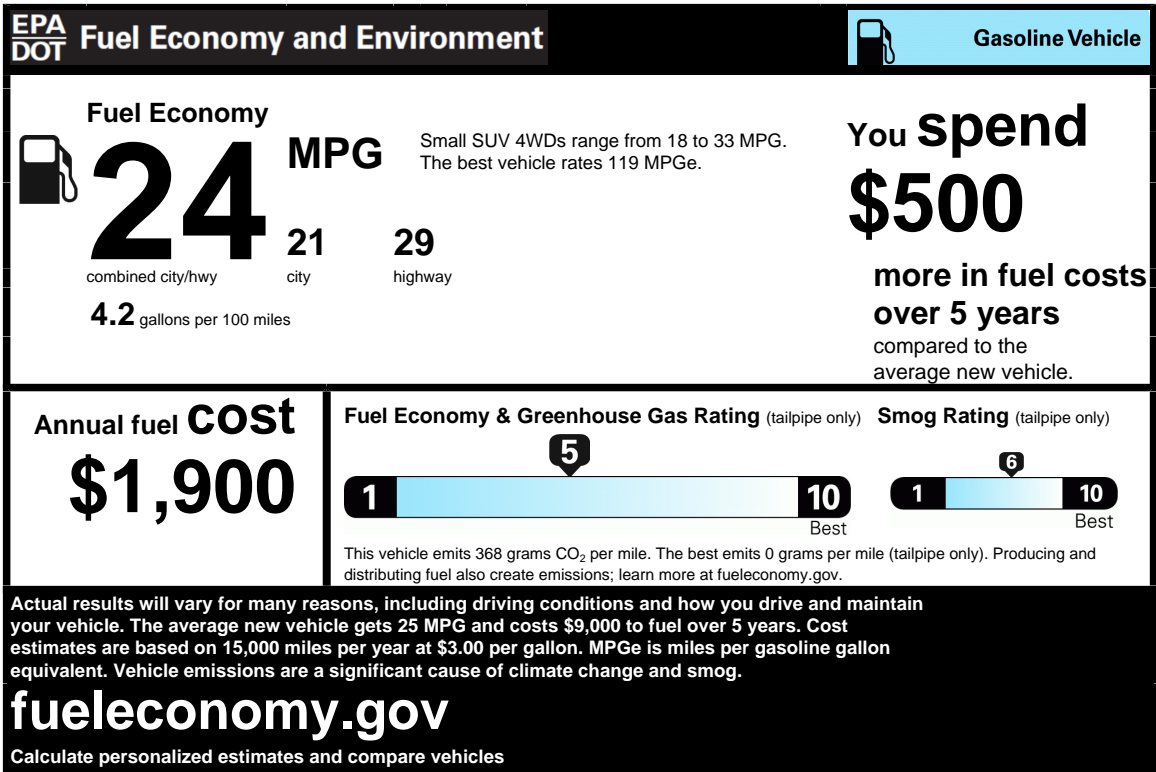 EPA
DOT
Fuel Economy and Environment
Gasoline Vehicle
Fuel Economy
24
MPG
Small SUV 4WDs range from 18 to 33 MPG.
The best vehicle rates 119 MPGe.
21
29
combined city/hwy
city
highway
4.2 gallons per 100 miles
You spend
$500
more in fuel costs
over 5 years
compared to the
average new vehicle.
Annual fuel cost
$1,900
Fuel Economy & Greenhouse Gas Rating (tailpipe only)
5
1
10
Best
Smog Rating (tailpipe only)
6
1
10
Best
This vehicle emits 368 grams CO₂ per mile. The best emits 0 grams per mile (tailpipe only). Producing and
distributing fuel also create emissions; learn more at fueleconomy.gov.
Actual results will vary for many reasons, including driving conditions and how you drive and maintain
your vehicle. The average new vehicle gets 25 MPG and costs $9,000 to fuel over 5 years. Cost
estimates are based on 15,000 miles per year at $3.00 per gallon. MPGe is miles per gasoline gallon
equivalent. Vehicle emissions are a significant cause of climate change and smog.
fueleconomy.gov
Calculate personalized estimates and compare vehicles